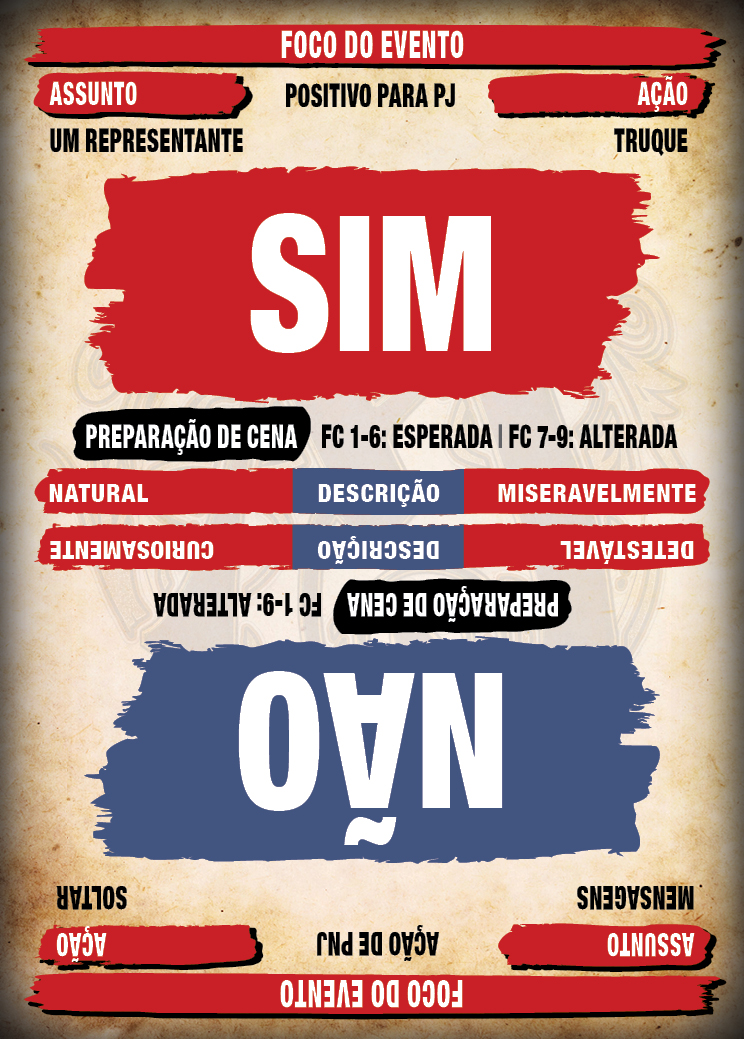 FOCO DO EVENTO
ASSUNTO POSITIVO PARA PJ AÇÃO
UM REPRESENTANTE TRUQUE
SIM
PREPARAÇÃO DE CENA FC 1-6: ESPERADA | FC 7-9: ALTERADA
NATURAL DESCRIÇÃO MISERAVELMENTE
FOCO DO EVENTO
ASSUNTO AÇÃO DE PNJ AÇÃO
MENSAGENS SOLTAR
NÃO
PREPARAÇÃO DE CENA FC 1-9: ALTERADA
DETESTÁVEL DESCRIÇÃO CURIOSAMENTE